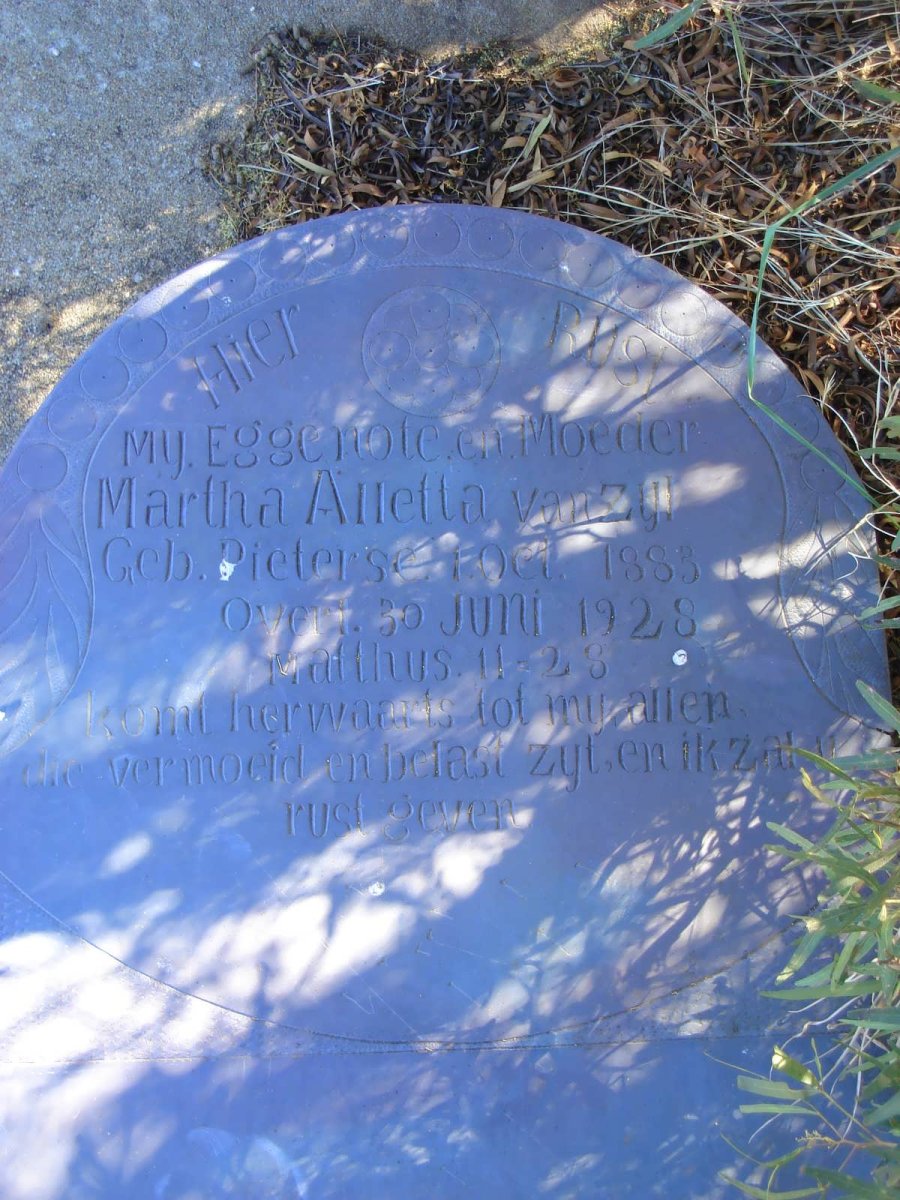 Hier Rust
My. Eggenote. en. Moeder
Martha Alletta van Zyl
Geb. Pieterse. 1. Oct. 1883
Overl. 30 Juni 1928
Matthus. 11-28
komt herwaarts tot my, allen,
die vermoeid en belast zyt, en ik zal u
rust geven